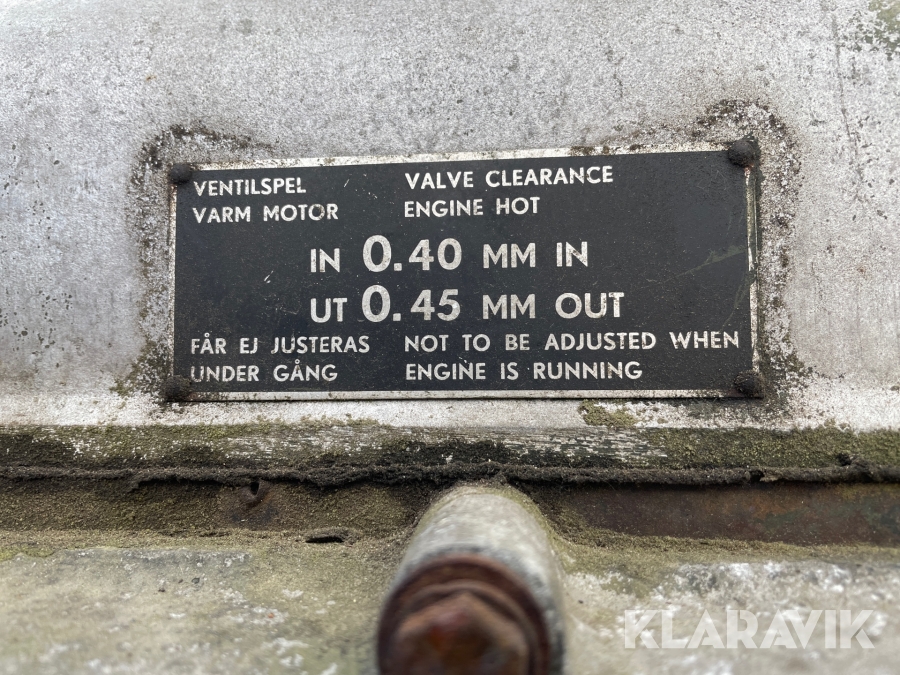 VENTILSPEL VALVE CLEARANCE
VARM MOTOR ENGINE HOT
IN 0.40 MM IN
UT 0.45 MM OUT
FÅR EJ JUSTERAS NOT TO BE ADJUSTED WHEN
UNDER GÅNG ENGINE IS RUNNING
KLARAVIK